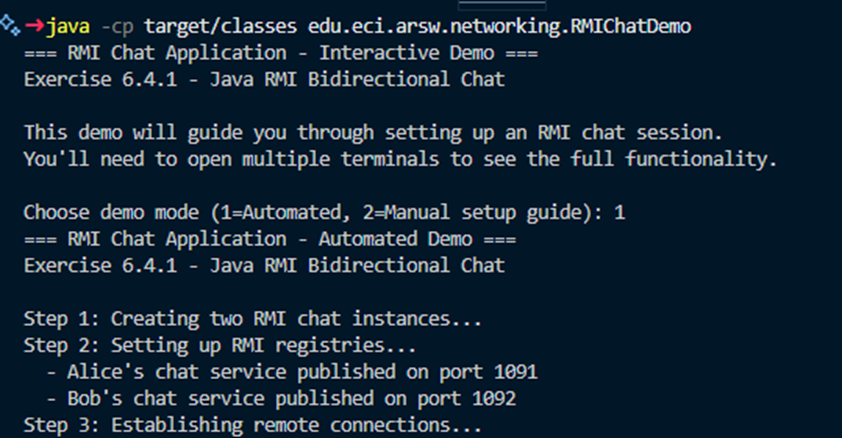 →java -cp target/classes edu.eci.arsw.networking.RMIChatDemo
=== RMI Chat Application - Interactive Demo ===
Exercise 6.4.1 - Java RMI Bidirectional Chat
This demo will guide you through setting up an RMI chat session.
You'll need to open multiple terminals to see the full functionality.
Choose demo mode (1=Automated, 2=Manual setup guide): 1
=== RMI Chat Application - Automated Demo ===
Exercise 6.4.1 - Java RMI Bidirectional Chat
Step 1: Creating two RMI chat instances...
Step 2: Setting up RMI registries...
- Alice's chat service published on port 1091
- Bob's chat service published on port 1092
Step 3: Establishing remote connections...